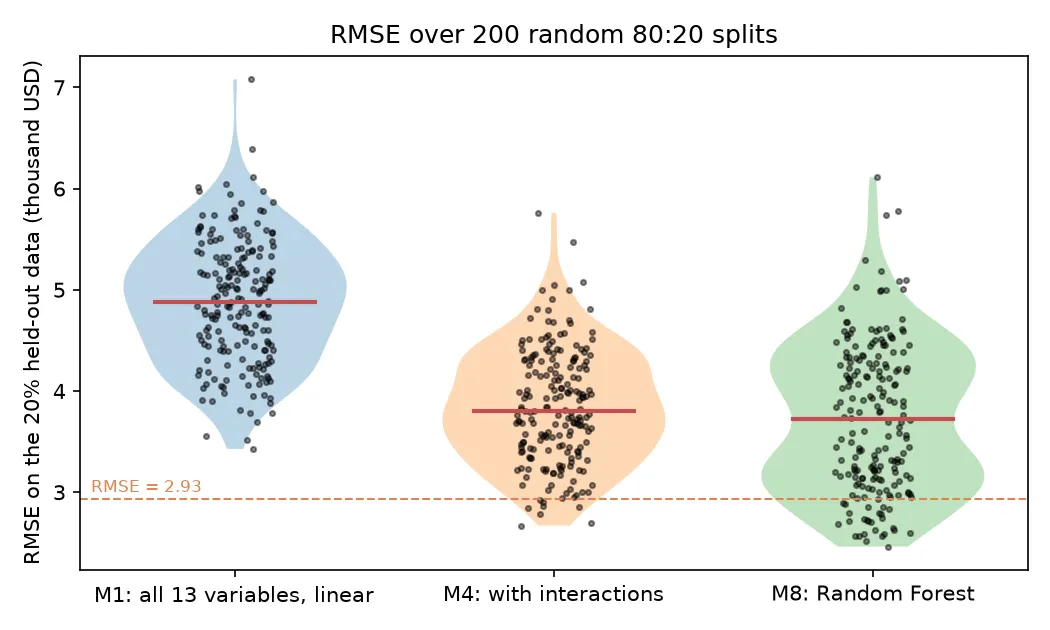 RMSE over 200 random 80:20 splits
RMSE on the 20% held-out data (thousand USD)
7
6
5
4
3
RMSE = 2.93
M1: all 13 variables, linear
M4: with interactions
M8: Random Forest